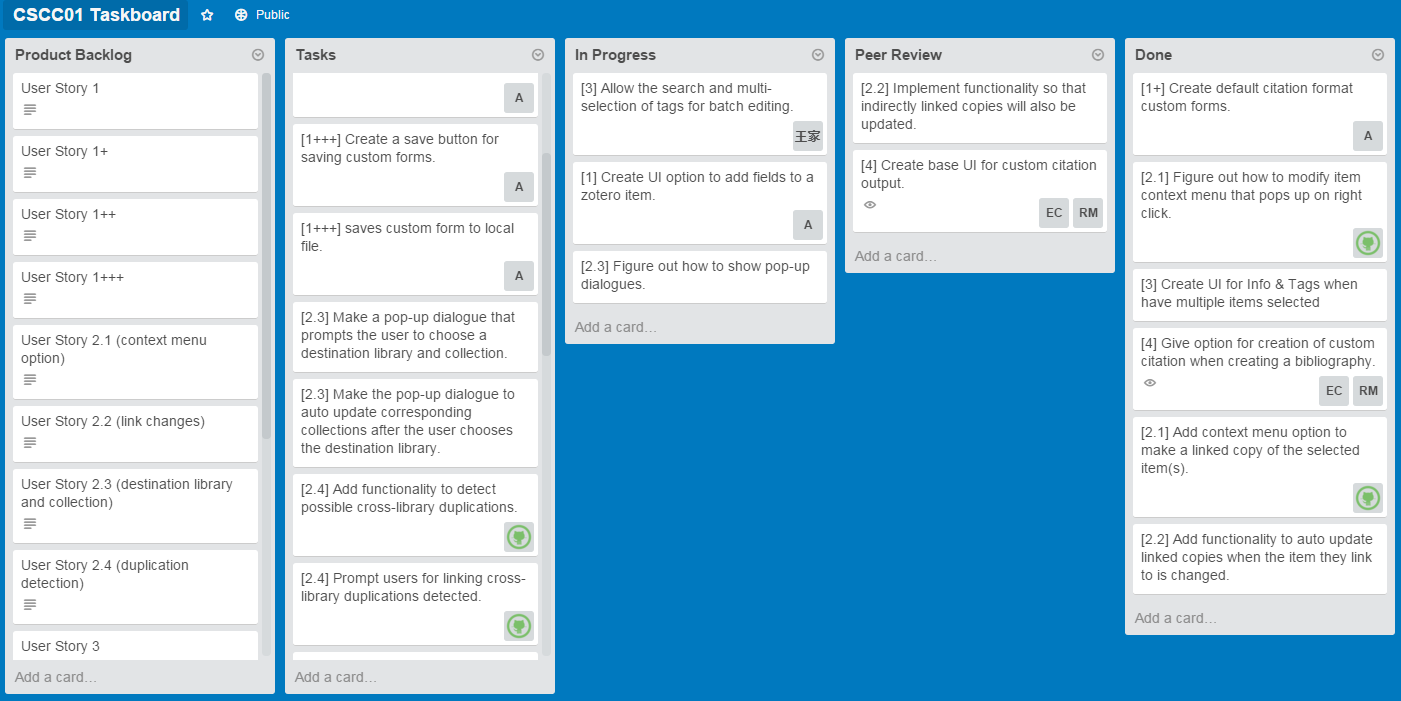 CSCC01 Taskboard
Public
Product Backlog
User Story 1
User Story 1+
User Story 1++
User Story 1+++
User Story 2.1 (context menu
option)
User Story 2.2 (link changes)
User Story 2.3 (destination library
and collection)
User Story 2.4 (duplication
detection)
User Story 3
Add a card…
Tasks
A
[1+++] Create a save button for
saving custom forms.
A
[1+++] saves custom form to local
file.
A
[2.3] Make a pop-up dialogue that
prompts the user to choose a
destination library and collection.
[2.3] Make the pop-up dialogue to
auto update corresponding
collections after the user chooses
the destination library.
[2.4] Add functionality to detect
possible cross-library duplications.
[2.4] Prompt users for linking cross-
library duplications detected.
Add a card…
In Progress
[3] Allow the search and multi-
selection of tags for batch editing.
王家
[1] Create UI option to add fields to a
zotero item.
A
[2.3] Figure out how to show pop-up
dialogues.
Add a card…
Peer Review
[2.2] Implement functionality so that
indirectly linked copies will also be
updated.
[4] Create base UI for custom citation
output.
EC RM
Add a card…
Done
[1+] Create default citation format
custom forms.
A
[2.1] Figure out how to modify item
context menu that pops up on right
click.
[3] Create UI for Info & Tags when
have multiple items selected
[4] Give option for creation of custom
citation when creating a bibliography.
EC RM
[2.1] Add context menu option to
make a linked copy of the selected
item(s).
[2.2] Add functionality to auto update
linked copies when the item they link
to is changed.
Add a card…